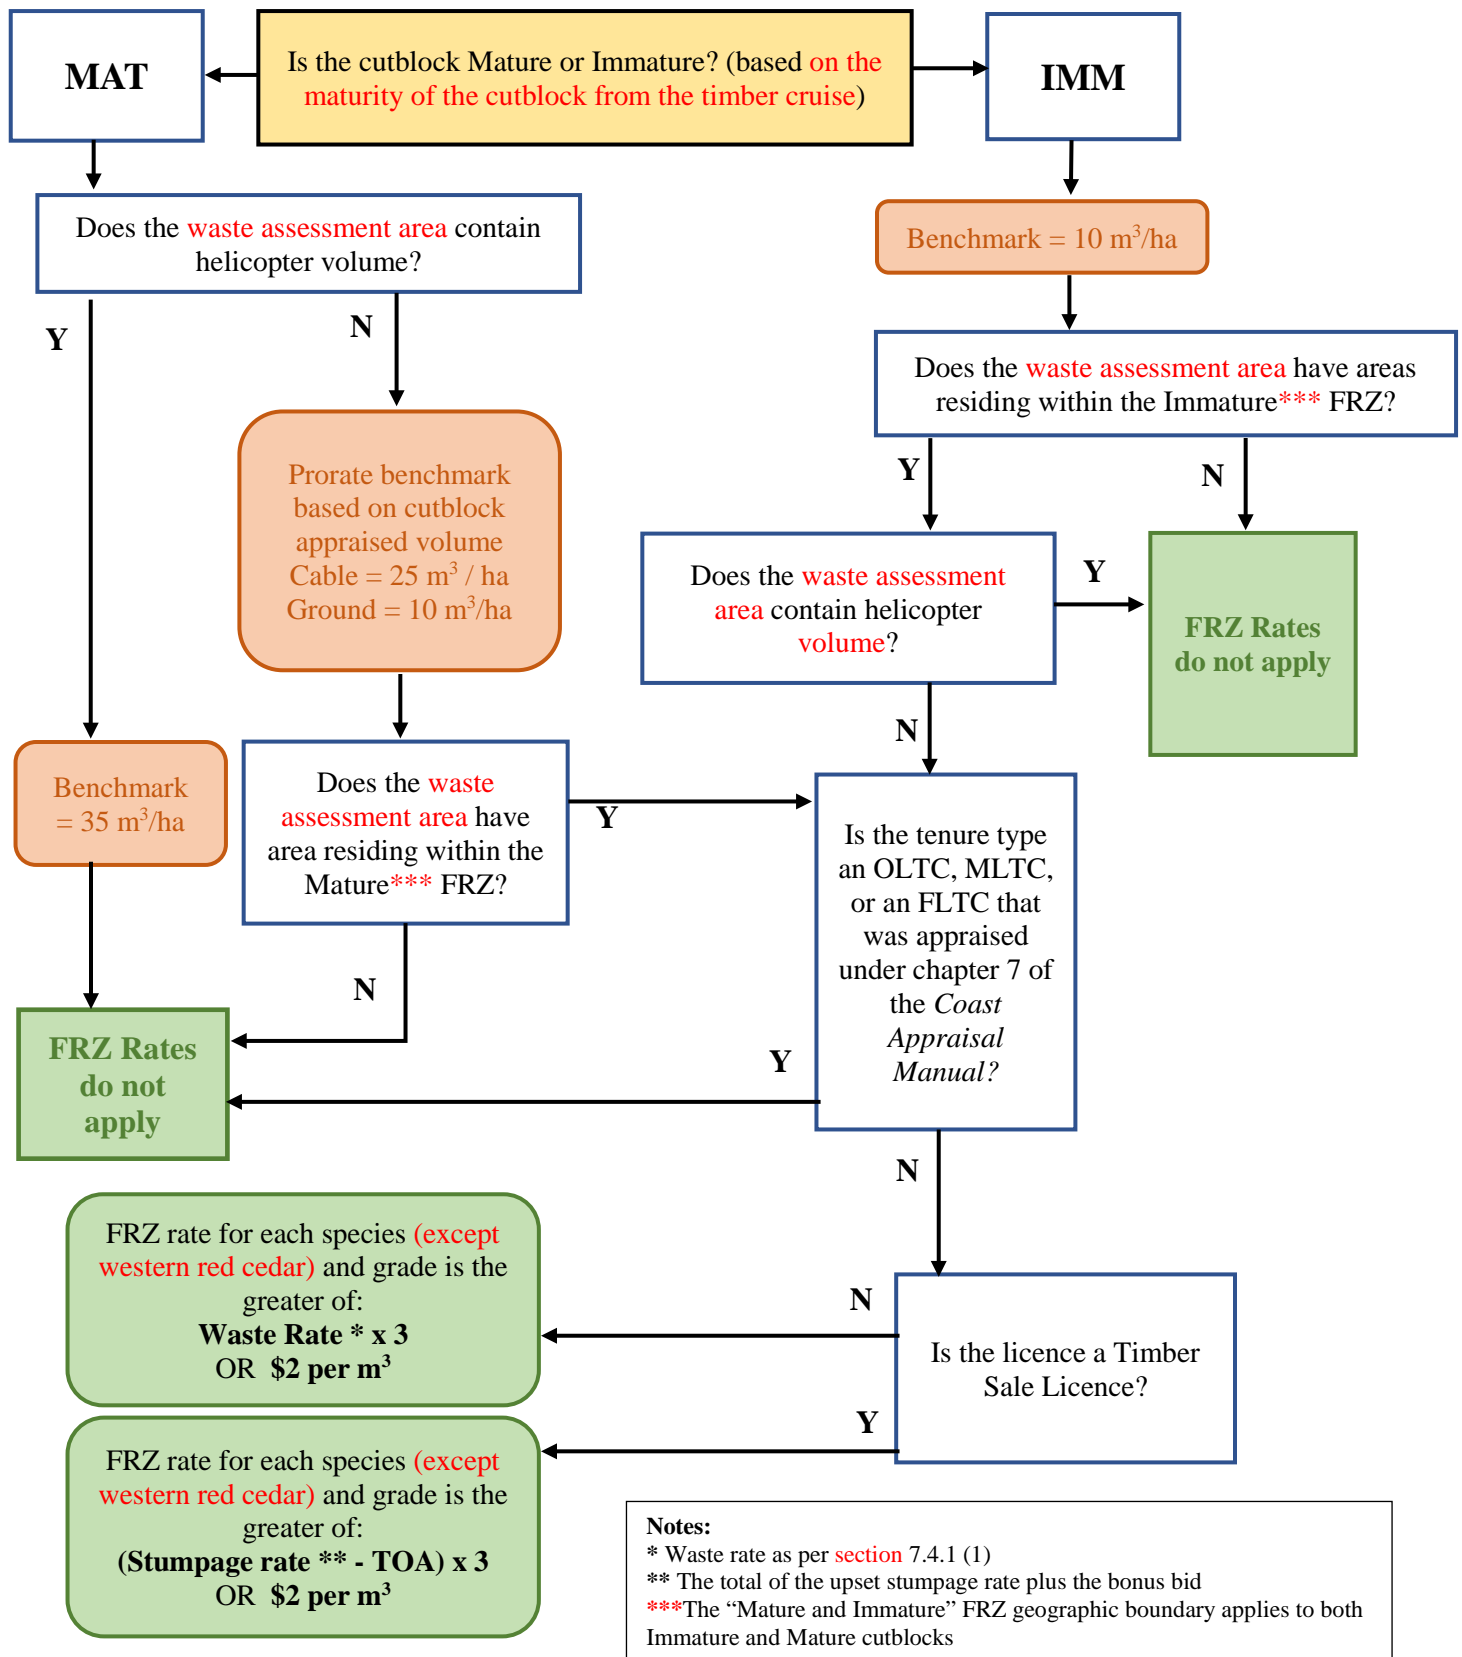 MAT
Is the cutblock Mature or Immature? (based on the
maturity of the cutblock from the timber cruise)
IMM
Does the waste assessment area contain
helicopter volume?
Benchmark = 10 m³/ha
Y
N
Does the waste assessment area have areas
residing within the Immature*** FRZ?
Prorate benchmark
based on cutblock
appraised volume
Cable = 25 m³ / ha
Ground = 10 m³/ha
Y
N
Does the waste assessment
area contain helicopter
volume?
Y
FRZ Rates
do not apply
N
Benchmark
= 35 m³/ha
Does the waste
assessment area have
area residing within the
Mature*** FRZ?
Y
N
Is the tenure type
an OLTC, MLTC,
or an FLTC that
was appraised
under chapter 7 of
the Coast
Appraisal
Manual?
FRZ Rates
do not
apply
Y
N
FRZ rate for each species (except
western red cedar) and grade is the
greater of:
Waste Rate * x 3
OR $2 per m³
N
Is the licence a Timber
Sale Licence?
Y
FRZ rate for each species (except
western red cedar) and grade is the
greater of:
(Stumpage rate ** - TOA) x 3
OR $2 per m³
Notes:
* Waste rate as per section 7.4.1 (1)
** The total of the upset stumpage rate plus the bonus bid
***The “Mature and Immature” FRZ geographic boundary applies to both
Immature and Mature cutblocks